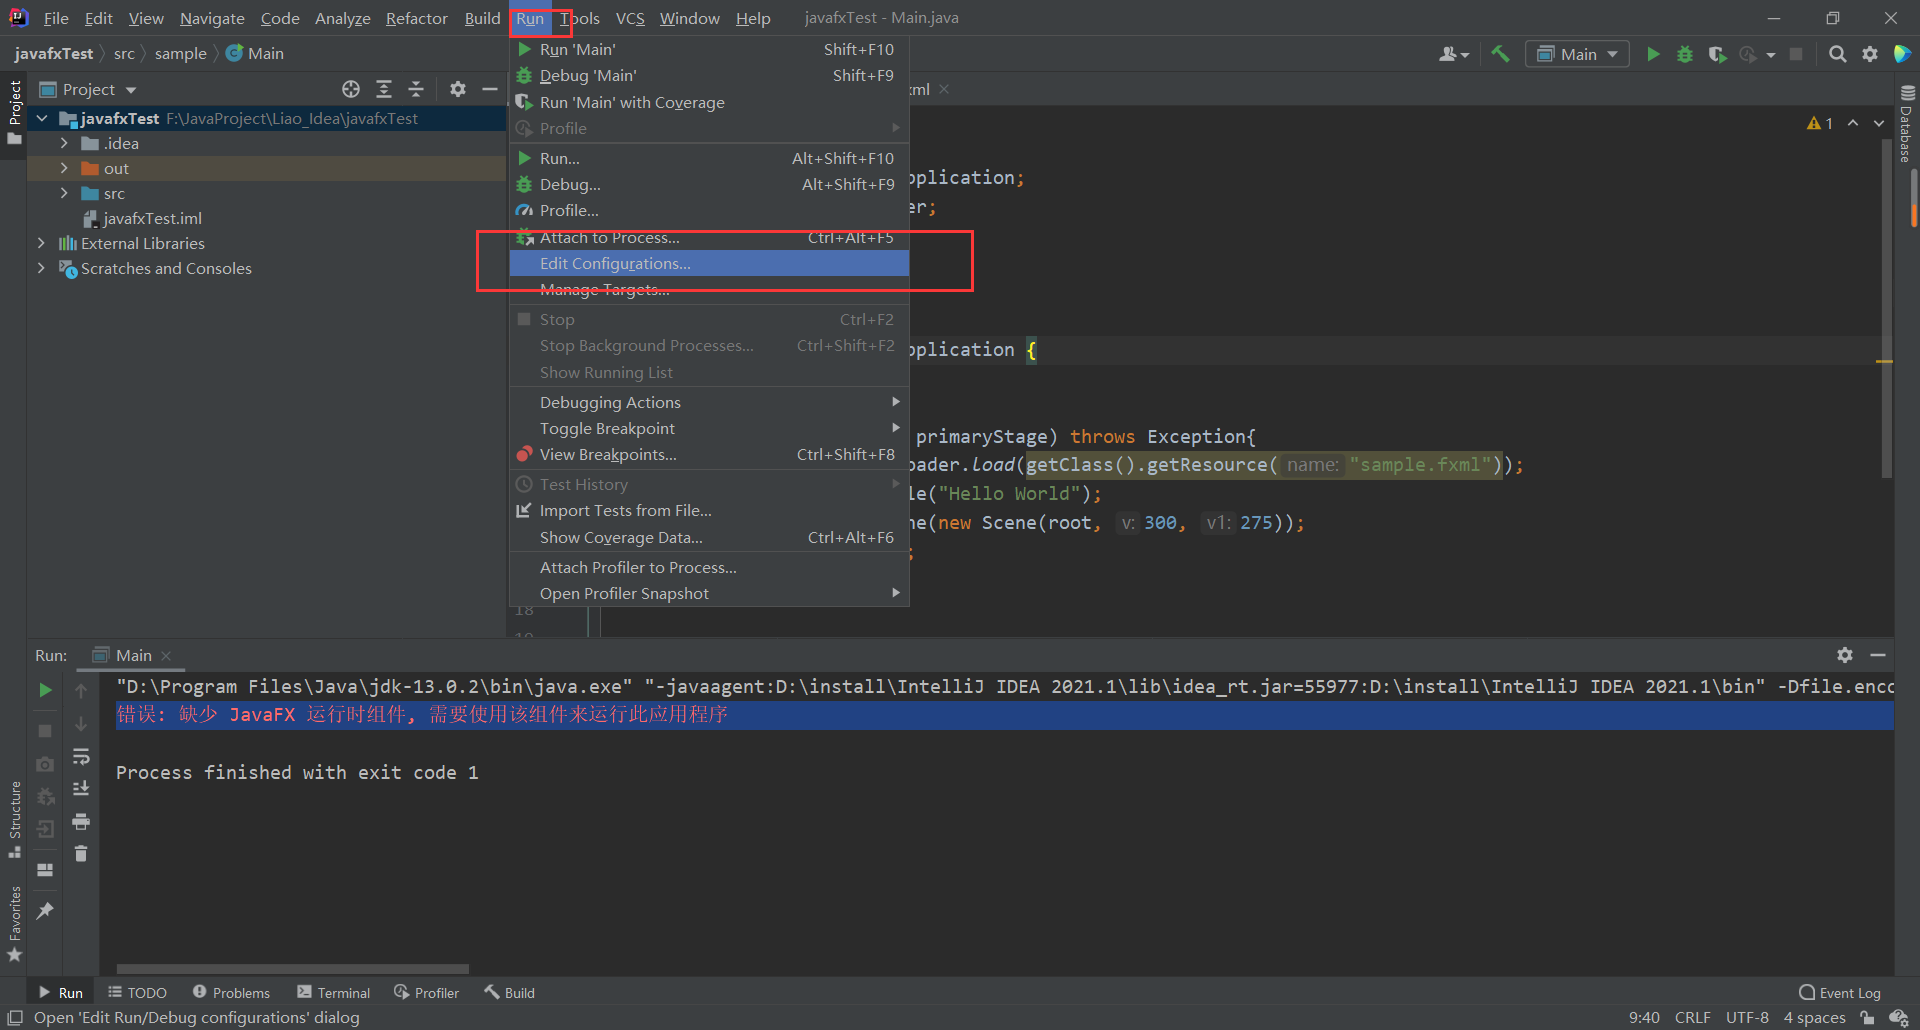 File Edit View Navigate Code Analyze Refactor Build Run Tools VCS Window Help javafxTest - Main.java
javafxTest src sample Main
Main
Project
Project
Database
javafxTest F:\JavaProject\Liao_Idea\javafxTest
.idea
out
src
javafxTest.iml
External Libraries
Scratches and Consoles
Run 'Main' Shift+F10
Debug 'Main' Shift+F9
Run 'Main' with Coverage
Profile
Run... Alt+Shift+F10
Debug... Alt+Shift+F9
Profile...
Attach to Process... Ctrl+Alt+F5
Edit Configurations...
Manage Targets...
Stop Ctrl+F2
Stop Background Processes... Ctrl+Shift+F2
Show Running List
Debugging Actions
Toggle Breakpoint
View Breakpoints... Ctrl+Shift+F8
Test History
Import Tests from File...
Show Coverage Data... Ctrl+Alt+F6
Attach Profiler to Process...
Open Profiler Snapshot
ml
1
pplication;
er;
pplication {
primaryStage) throws Exception{
oader.load(getClass().getResource( name: "sample.fxml"));
le("Hello World");
ne(new Scene(root, v: 300, v1: 275));
;
18
19
Run: Main
"D:\Program Files\Java\jdk-13.0.2\bin\java.exe" "-javaagent:D:\install\IntelliJ IDEA 2021.1\lib\idea_rt.jar=55977:D:\install\IntelliJ IDEA 2021.1\bin" -Dfile.enco
错误: 缺少 JavaFX 运行时组件, 需要使用该组件来运行此应用程序
Process finished with exit code 1
Structure
Favorites
Run TODO Problems Terminal Profiler Build Event Log
Open 'Edit Run/Debug configurations' dialog 9:40 CRLF UTF-8 4 spaces